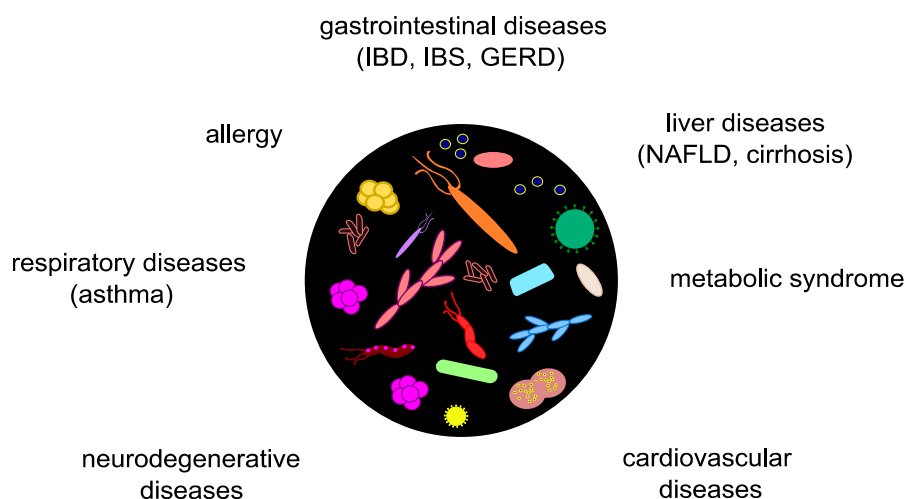 gastrointestinal diseases
(IBD, IBS, GERD)
allergy
liver diseases
(NAFLD, cirrhosis)
respiratory diseases
(asthma)
metabolic syndrome
neurodegenerative
diseases
cardiovascular
diseases